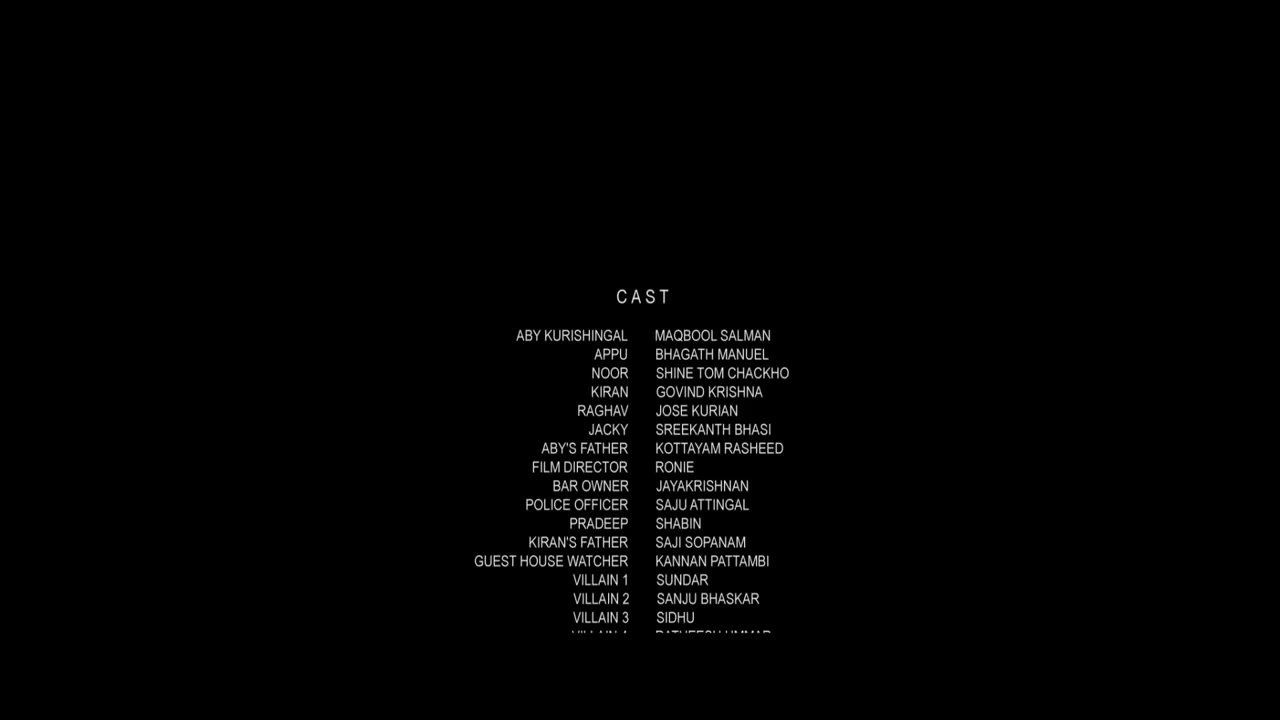 CAST
ABY KURISHINGAL MAQBOOL SALMAN
APPU BHAGATH MANUEL
NOOR SHINE TOM CHACKHO
KIRAN GOVIND KRISHNA
RAGHAV JOSE KURIAN
JACKY SREEKANTH BHASI
ABY'S FATHER KOTTAYAM RASHEED
FILM DIRECTOR RONIE
BAR OWNER JAYAKRISHNAN
POLICE OFFICER SAJU ATTINGAL
PRADEEP SHABIN
KIRAN'S FATHER SAJI SOPANAM
GUEST HOUSE WATCHER KANNAN PATTAMBI
VILLAIN 1 SUNDAR
VILLAIN 2 SANJU BHASKAR
VILLAIN 3 SIDHU